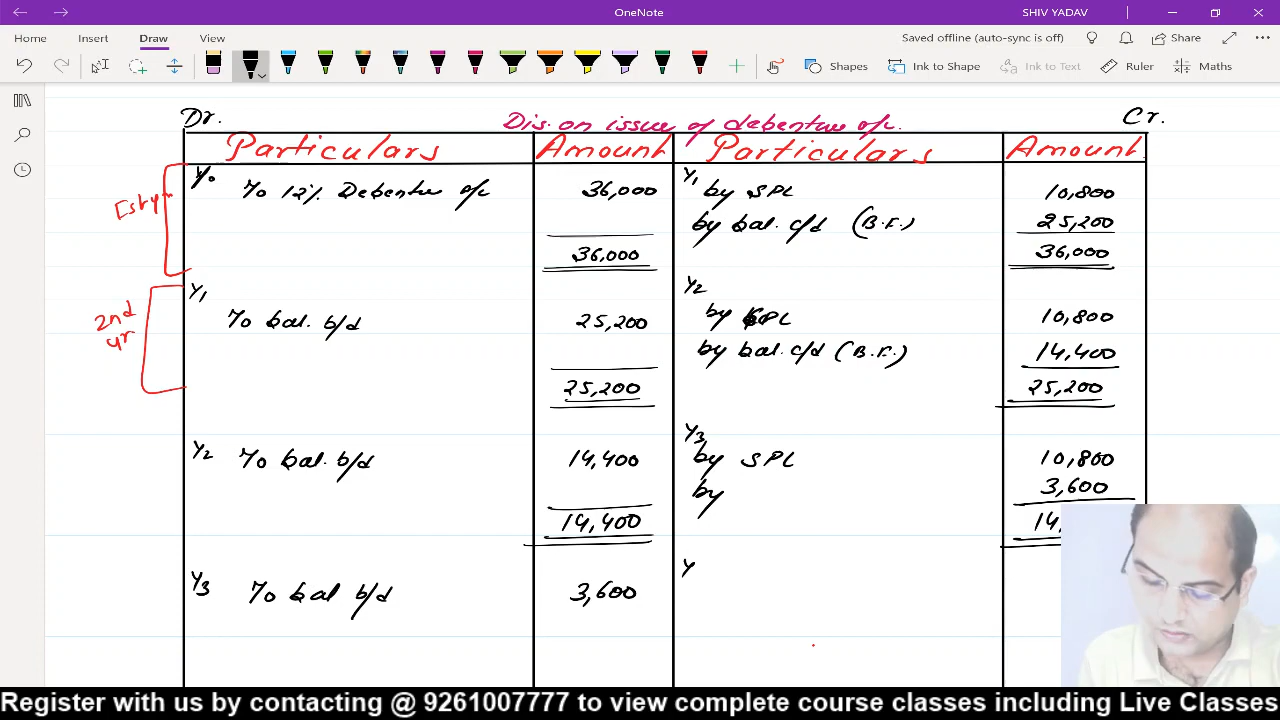 OneNote
SHIV YADAV
Home Insert Draw View
Saved offline (auto-sync is off)
Share
Shapes
Ink to Shape
Ink to Text
Ruler
Maths
Dr. Dis. on issue of debenture a/c. Cr.
Particulars Amount Particulars Amount
Y0 Y1
To 12% Debenture a/c 36,000 by SPL 10,800
by bal. c/d (B.F.) 25,200
36,000 36,000
Ist yr
Y1 Y2
2nd yr
To bal. b/d 25,200 by SPL 10,800
by bal. c/d (B.F.) 14,400
25,200 25,200
Y3
Y2 To bal. b/d 14,400 by SPL 10,800
by 3,600
14,400 14,
Y3 To bal b/d 3,600 Y
Register with us by contacting @ 9261007777 to view complete course classes including Live Classes